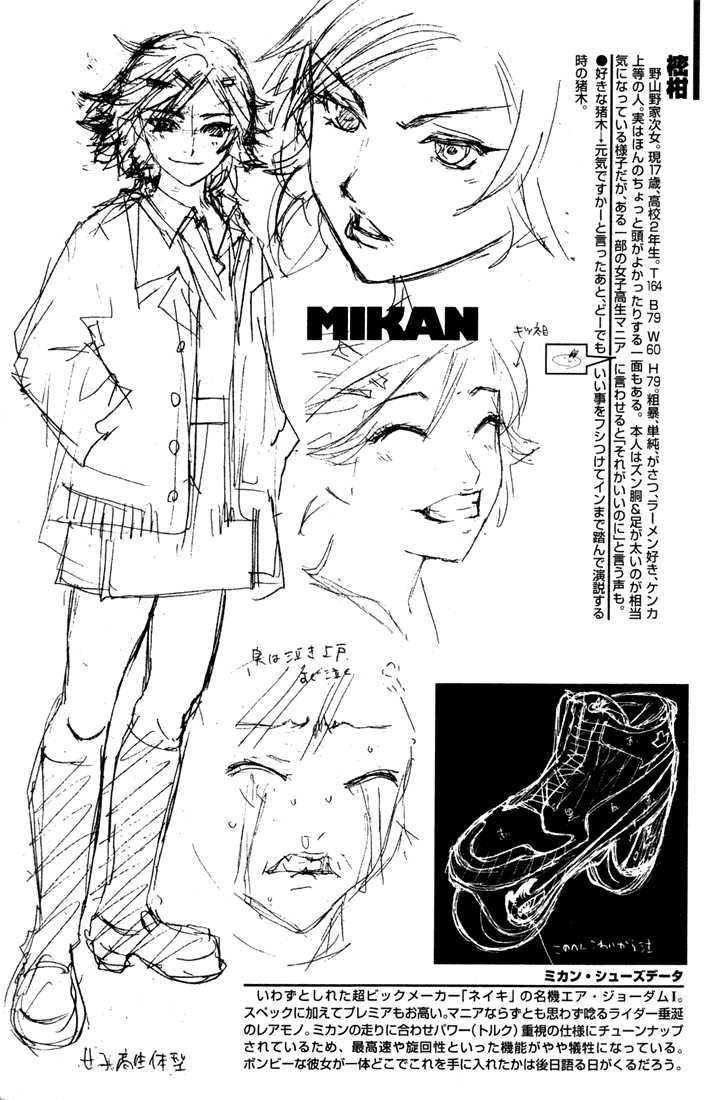 蜜柑
野山野家次女。現17歳、高校2年生。T164 B79 W60 H79。粗暴、単純、がさつ、ラーメン好き、ケンカ
上等の人。実はほんのちょっと頭がよかったりする一面もある。本人はズン胴&足が太いのが相当
気になっている様子だが、ある一部の女子高生マニアに言わせると「それがいいのに」と言う声も。
●好きな猪木→元気ですかーと言ったあと、どーでもいい事をフシつけてインまで踏んで演説する
時の猪木。
MIKAN
実は泣き上戸
女子高生体型
ミカン・シューズデータ
いわずとしれた超ビックメーカー「ネイキ」の名機エア・ジョーダムⅠ。
スペックに加えてプレミアもお高い。マニアならずとも思わず唸るライダー垂涎
のレアモノ。ミカンの走りに合わせパワー(トルク)重視の仕様にチューンナップ
されているため、最高速や旋回性といった機能がやや犠牲になっている。
ボンビーな彼女が一体どこでこれを手に入れたかは後日語る日がくるだろう。